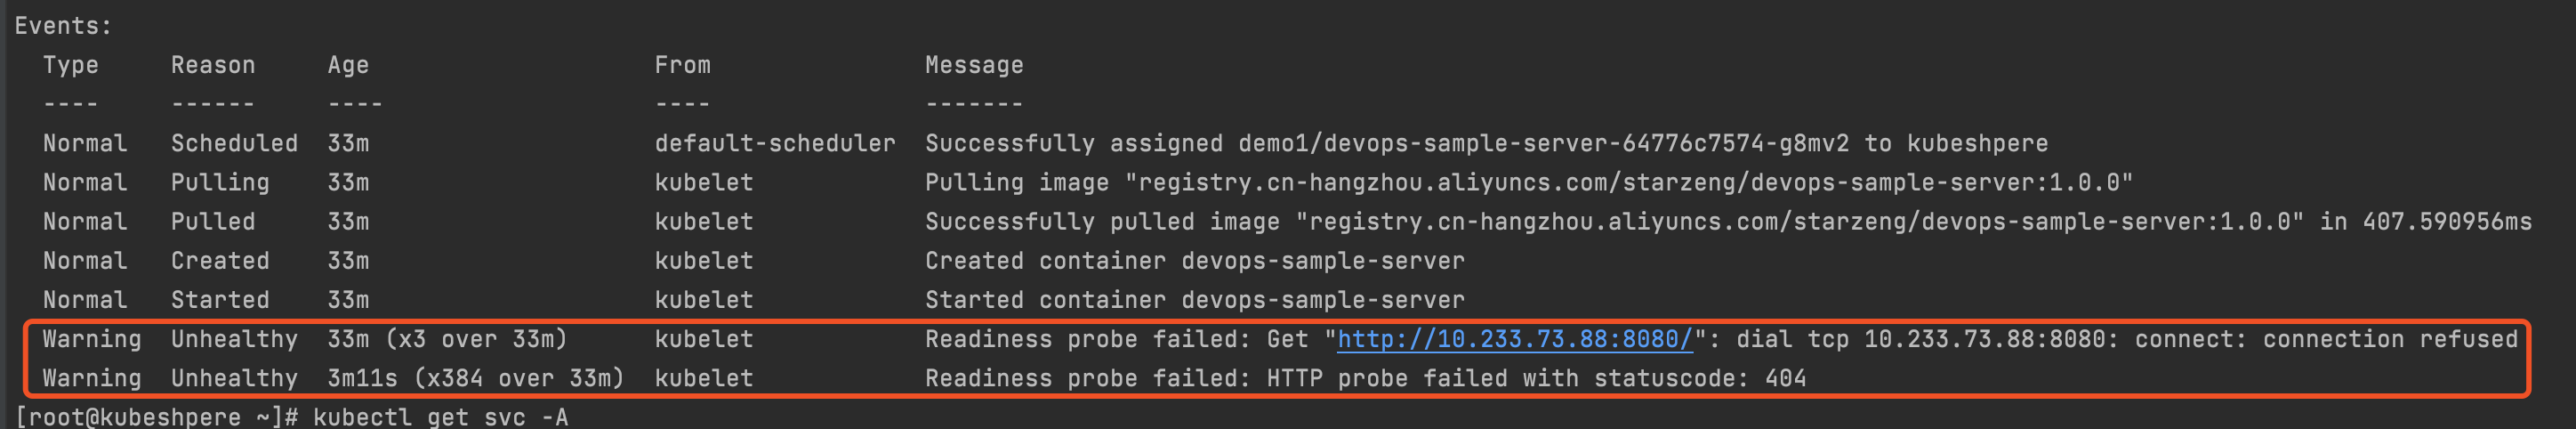 Events:
Type Reason Age From Message
---- ------ ---- ---- -------
Normal Scheduled 33m default-scheduler Successfully assigned demo1/devops-sample-server-64776c7574-g8mv2 to kubeshpere
Normal Pulling 33m kubelet Pulling image "registry.cn-hangzhou.aliyuncs.com/starzeng/devops-sample-server:1.0.0"
Normal Pulled 33m kubelet Successfully pulled image "registry.cn-hangzhou.aliyuncs.com/starzeng/devops-sample-server:1.0.0" in 407.590956ms
Normal Created 33m kubelet Created container devops-sample-server
Normal Started 33m kubelet Started container devops-sample-server
Warning Unhealthy 33m (x3 over 33m) kubelet Readiness probe failed: Get "http://10.233.73.88:8080/": dial tcp 10.233.73.88:8080: connect: connection refused
Warning Unhealthy 3m11s (x384 over 33m) kubelet Readiness probe failed: HTTP probe failed with statuscode: 404
[root@kubeshpere ~]# kubectl get svc -A